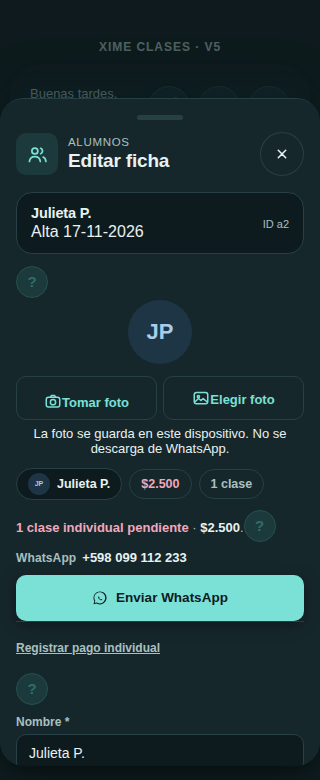 XIME CLASES · V5
Buenas tardes,
ALUMNOS
Editar ficha
Julieta P.
Alta 17-11-2026
ID a2
?
JP
Tomar foto
Elegir foto
La foto se guarda en este dispositivo. No se
descarga de WhatsApp.
JP Julieta P.
$2.500
1 clase
1 clase individual pendiente · $2.500. ?
WhatsApp +598 099 112 233
Enviar WhatsApp
Registrar pago individual
?
Nombre *
Julieta P.